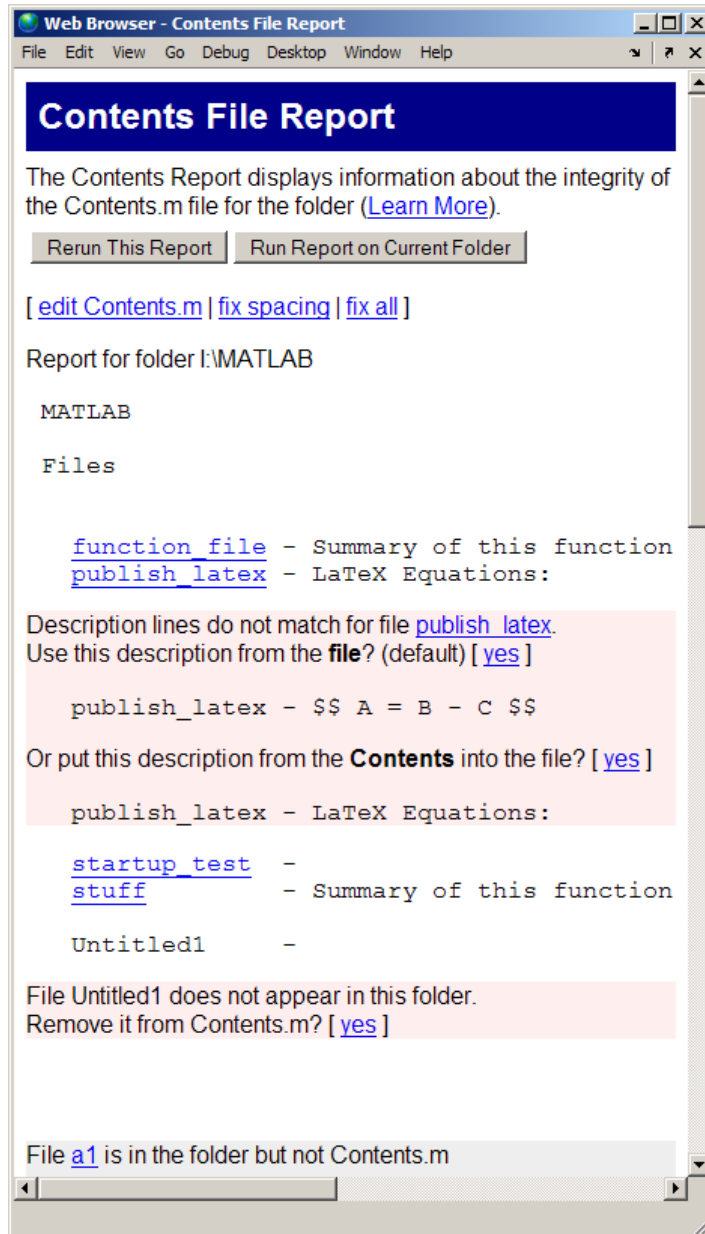 Web Browser - Contents File Report
File Edit View Go Debug Desktop Window Help
Contents File Report
The Contents Report displays information about the integrity of
the Contents.m file for the folder (Learn More).
Rerun This Report Run Report on Current Folder
[ edit Contents.m | fix spacing | fix all ]
Report for folder I:\MATLAB
MATLAB
Files
function_file - Summary of this function
publish_latex - LaTeX Equations:
Description lines do not match for file publish_latex.
Use this description from the file? (default) [ yes ]
publish_latex - $$ A = B - C $$
Or put this description from the Contents into the file? [ yes ]
publish_latex - LaTeX Equations:
startup_test -
stuff - Summary of this function
Untitled1 -
File Untitled1 does not appear in this folder.
Remove it from Contents.m? [ yes ]
File a1 is in the folder but not Contents.m